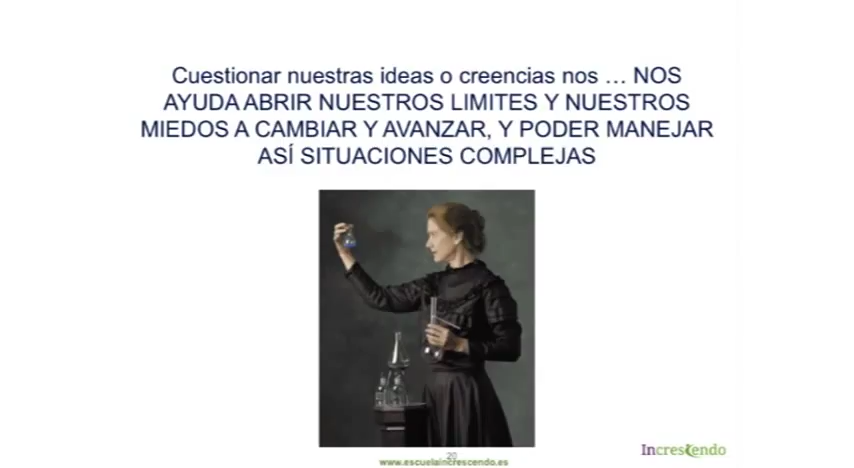 Cuestionar nuestras ideas o creencias nos … NOS
AYUDA ABRIR NUESTROS LIMITES Y NUESTROS
MIEDOS A CAMBIAR Y AVANZAR, Y PODER MANEJAR
ASÍ SITUACIONES COMPLEJAS
Increscendo
20
www.escuelaincrescendo.es